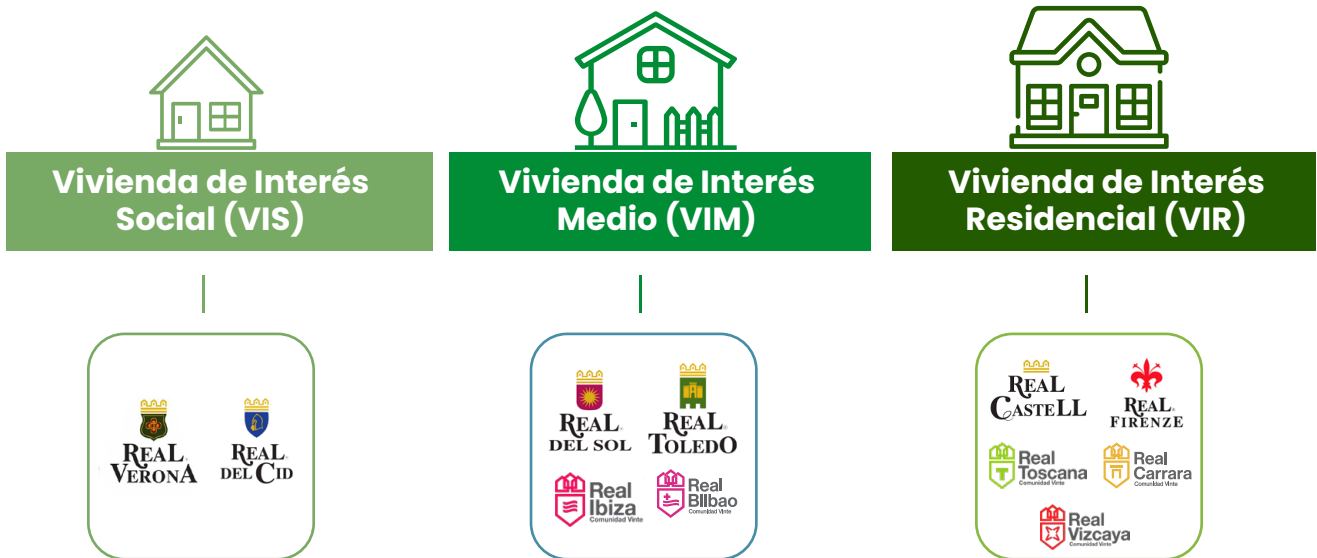 Vivienda de Interés
Social (VIS)
Vivienda de Interés
Medio (VIM)
Vivienda de Interés
Residencial (VIR)
REAL
VERONA
REAL
DEL CID
REAL
DEL SOL
REAL
TOLEDO
Real
Ibiza
Comunidad Vinte
Real
BIlbao
Comunidad Vinte
REAL
CASTELL
REAL
FIRENZE
Real
Toscana
Comunidad Vinte
Real
Carrara
Comunidad Vinte
Real
Vizcaya
Comunidad Vinte